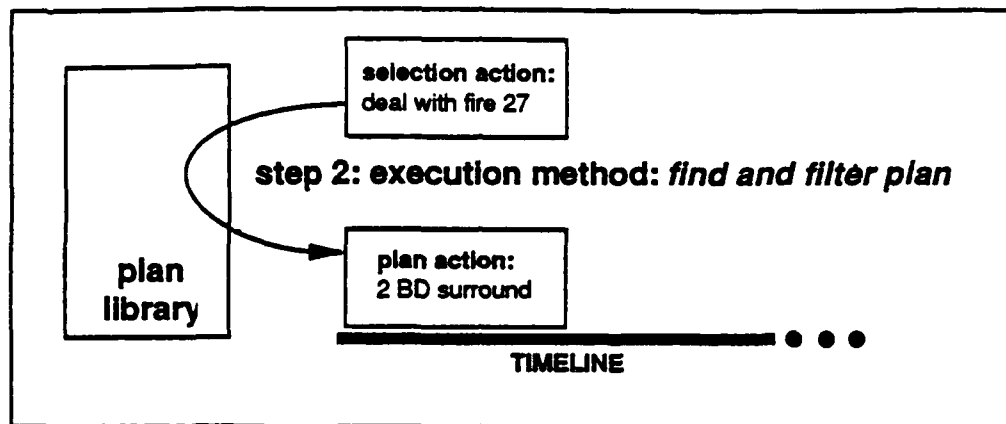 selection action:
deal with fire 27
step 2: execution method: find and filter plan
plan
library
plan action:
2 BD surround
TIMELINE